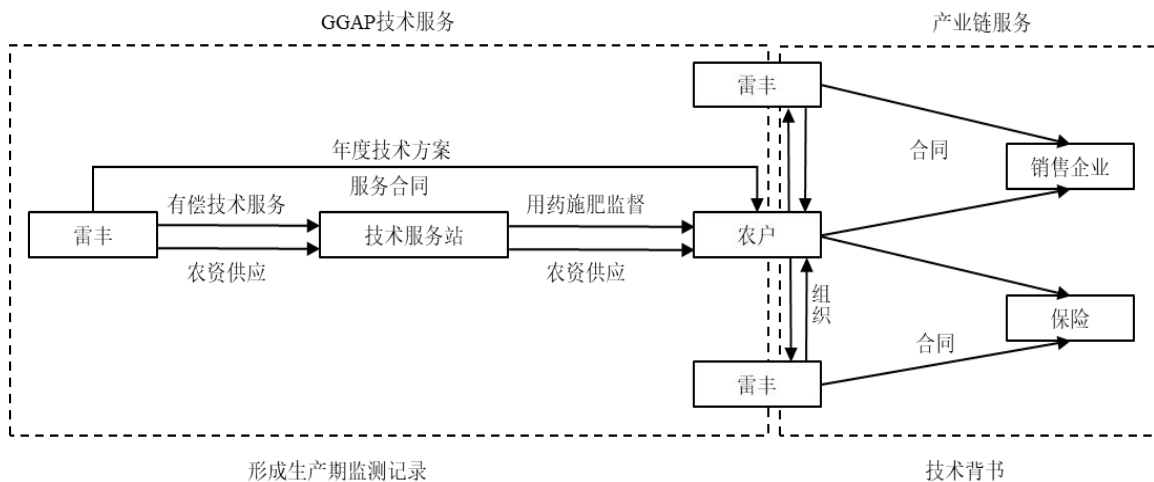 GGAP技术服务
产业链服务
雷丰
年度技术方案
合同
销售企业
服务合同
有偿技术服务
用药施肥监督
雷丰
技术服务站
农户
农资供应
农资供应
组织
保险
合同
雷丰
形成生产期监测记录
技术背书